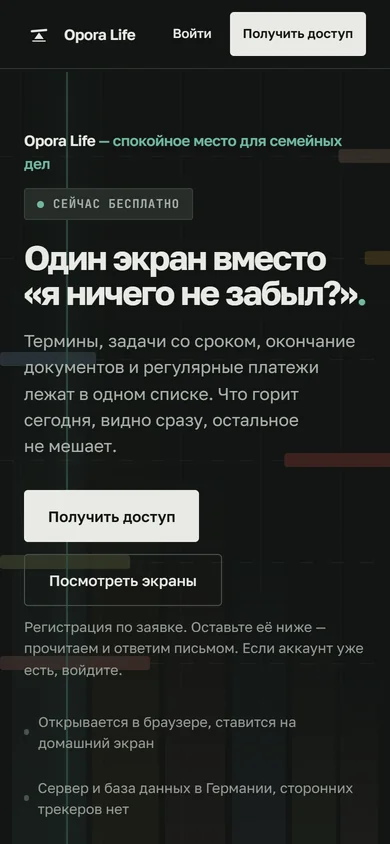 Opora Life
Войти
Получить доступ
Opora Life — спокойное место для семейных
дел
СЕЙЧАС БЕСПЛАТНО
Один экран вместо
«я ничего не забыл?».
Термины, задачи со сроком, окончание
документов и регулярные платежи
лежат в одном списке. Что горит
сегодня, видно сразу, остальное
не мешает.
Получить доступ
Посмотреть экраны
Регистрация по заявке. Оставьте её ниже —
прочитаем и ответим письмом. Если аккаунт уже
есть, войдите.
Открывается в браузере, ставится на
домашний экран
Сервер и база данных в Германии, сторонних
трекеров нет